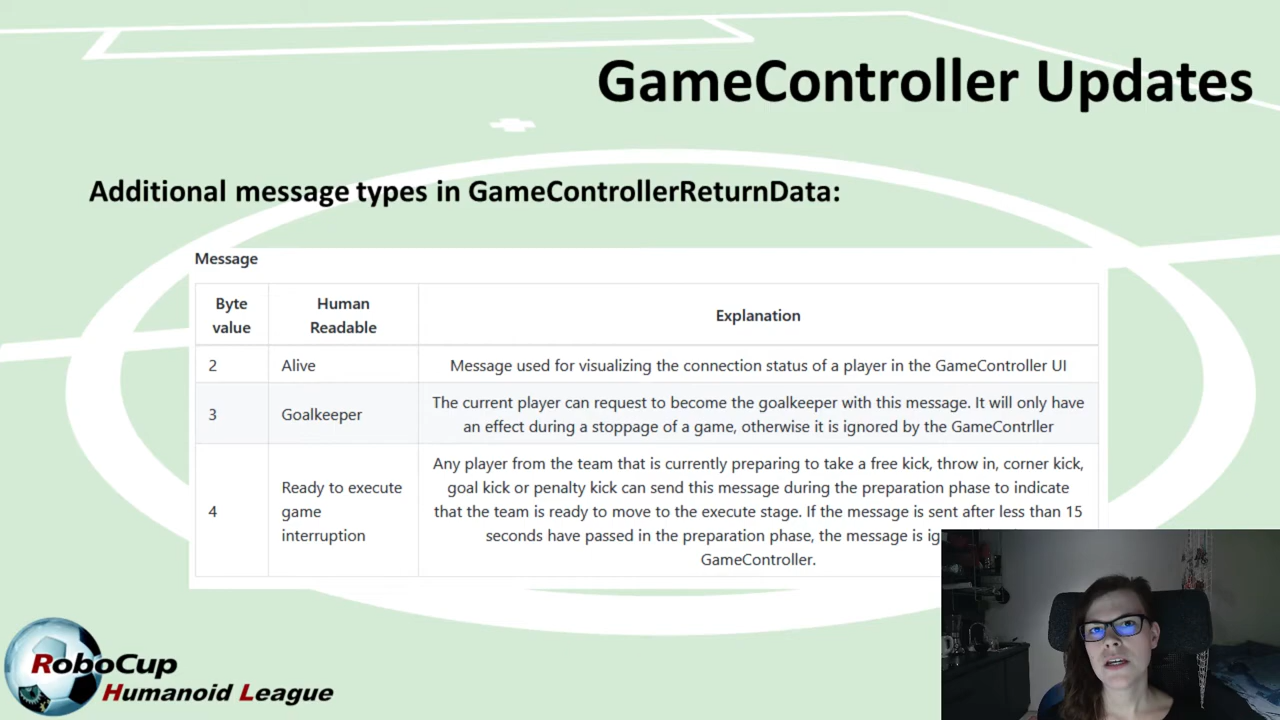 GameController Updates
Additional message types in GameControllerReturnData:
Message
Byte value
Human Readable
Explanation
2
Alive
Message used for visualizing the connection status of a player in the GameController UI
3
Goalkeeper
The current player can request to become the goalkeeper with this message. It will only have
an effect during a stoppage of a game, otherwise it is ignored by the GameContrller
4
Ready to execute
game
interruption
Any player from the team that is currently preparing to take a free kick, throw in, corner kick,
goal kick or penalty kick can send this message during the preparation phase to indicate
that the team is ready to move to the execute stage. If the message is sent after less than 15
seconds have passed in the preparation phase, the message is
GameController.
RoboCup
Humanoid League